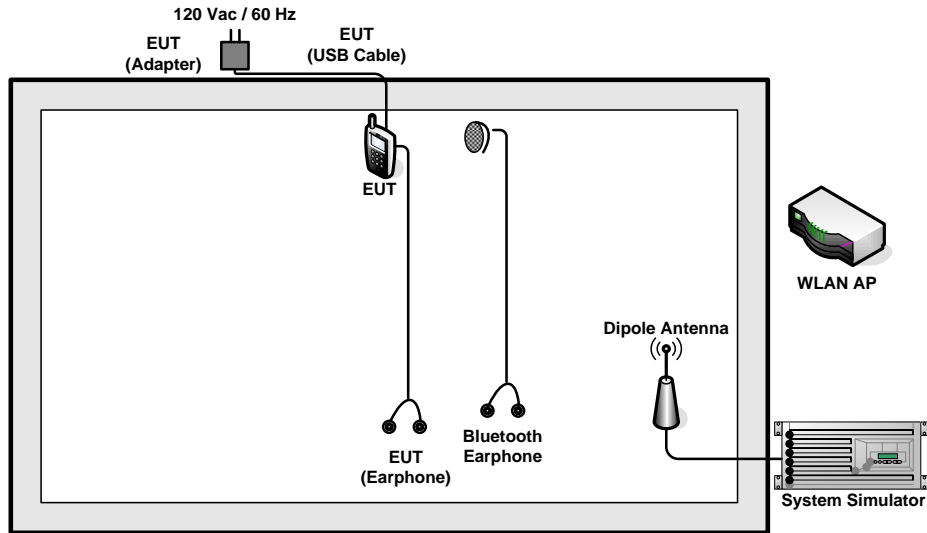 120 Vac / 60 Hz
EUT
(Adapter)
EUT
(USB Cable)
EUT
WLAN AP
Dipole Antenna
EUT
(Earphone)
Bluetooth
Earphone
System Simulator